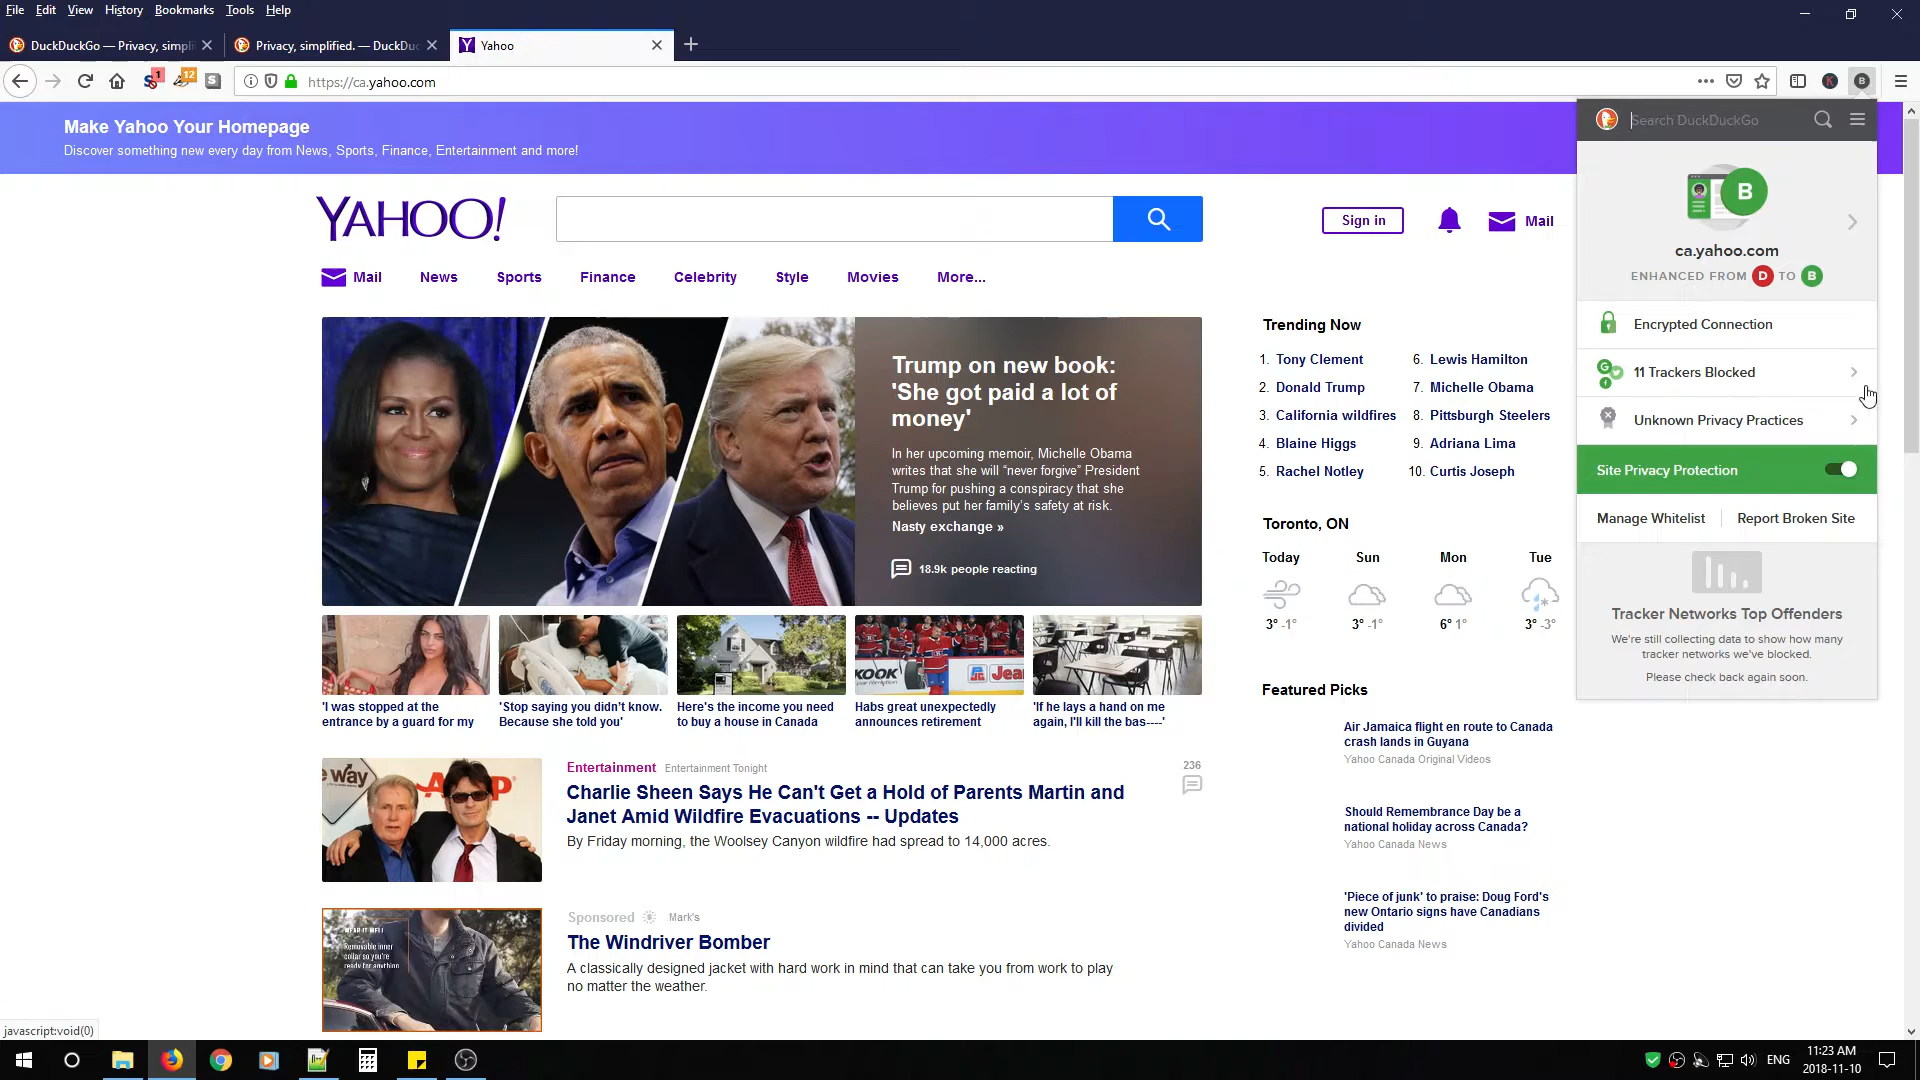 File Edit View History Bookmarks Tools Help
DuckDuckGo — Privacy, simpli
Privacy, simplified. — DuckDuc
Yahoo
1
12
S
https://ca.yahoo.com
K
B
Make Yahoo Your Homepage
Discover something new every day from News, Sports, Finance, Entertainment and more!
YAHOO!
Sign in
Mail
Mail News Sports Finance Celebrity Style Movies More...
Trump on new book:
'She got paid a lot of
money'
In her upcoming memoir, Michelle Obama
writes that she will “never forgive” President
Trump for pushing a conspiracy that she
believes put her family’s safety at risk.
Nasty exchange »
18.9k people reacting
'I was stopped at the
entrance by a guard for my
'Stop saying you didn’t know.
Because she told you'
Here's the income you need
to buy a house in Canada
KOOK
Jea
Habs great unexpectedly
announces retirement
'If he lays a hand on me
again, I'll kill the bas----'
e way
A P
Entertainment Entertainment Tonight
236
Charlie Sheen Says He Can't Get a Hold of Parents Martin and
Janet Amid Wildfire Evacuations -- Updates
By Friday morning, the Woolsey Canyon wildfire had spread to 14,000 acres.
Removable inner
collar so you're
ready for anything
Sponsored Mark's
The Windriver Bomber
A classically designed jacket with hard work in mind that can take you from work to play
no matter the weather.
Trending Now
1. Tony Clement
2. Donald Trump
3. California wildfires
4. Blaine Higgs
5. Rachel Notley
6. Lewis Hamilton
7. Michelle Obama
8. Pittsburgh Steelers
9. Adriana Lima
10. Curtis Joseph
Toronto, ON
Today Sun Mon Tue
3° -1° 3° -1° 6° 1° 3° -3°
Featured Picks
Air Jamaica flight en route to Canada
crash lands in Guyana
Yahoo Canada Original Videos
Should Remembrance Day be a
national holiday across Canada?
Yahoo Canada News
'Piece of junk' to praise: Doug Ford's
new Ontario signs have Canadians
divided
Yahoo Canada News
Search DuckDuckGo
B
ca.yahoo.com
ENHANCED FROM D TO B
Encrypted Connection
11 Trackers Blocked
Unknown Privacy Practices
Site Privacy Protection
Manage Whitelist
Report Broken Site
Tracker Networks Top Offenders
We're still collecting data to show how many
tracker networks we've blocked.
Please check back again soon.
javascript:void(0)
ENG
11:23 AM
2018-11-10